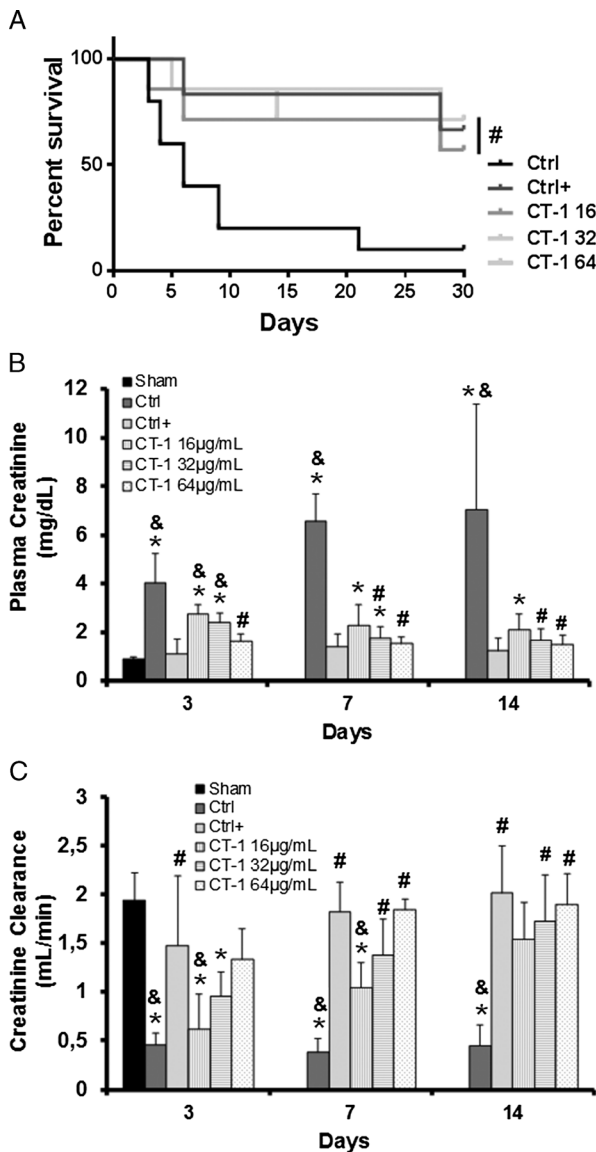 A
Percent survival
100
50
0
0 5 10 15 20 25 30
Days
#
Ctrl
Ctrl+
CT-1 16
CT-1 32
CT-1 64
B
Plasma Creatinine
(mg/dL)
12
10
8
6
4
2
0
Sham
Ctrl
Ctrl+
CT-1 16µg/mL
CT-1 32µg/mL
CT-1 64µg/mL
* &
&
*
&
* & &
* * #
* # * #
* # #
3 7 14
Days
C
Creatinine Clearance
(mL/min)
3,5
3
2,5
2
1,5
1
0,5
0
Sham
Ctrl
Ctrl+
CT-1 16µg/mL
CT-1 32µg/mL
CT-1 64µg/mL
&
* # & * *
&
* # & * # #
&
* # # #
3 7 14
Days